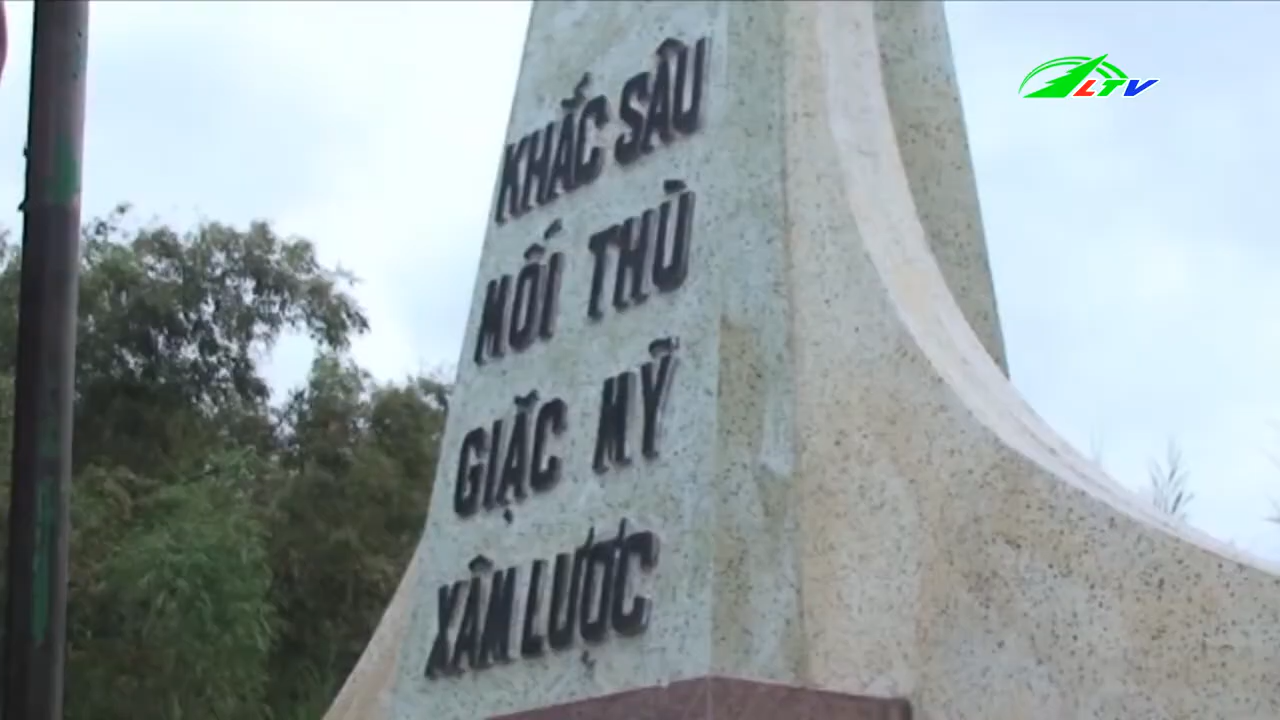 LTV
KHẮC SÂU
MỐI THÙ
GIẶC MỸ
XÂM LƯỢC